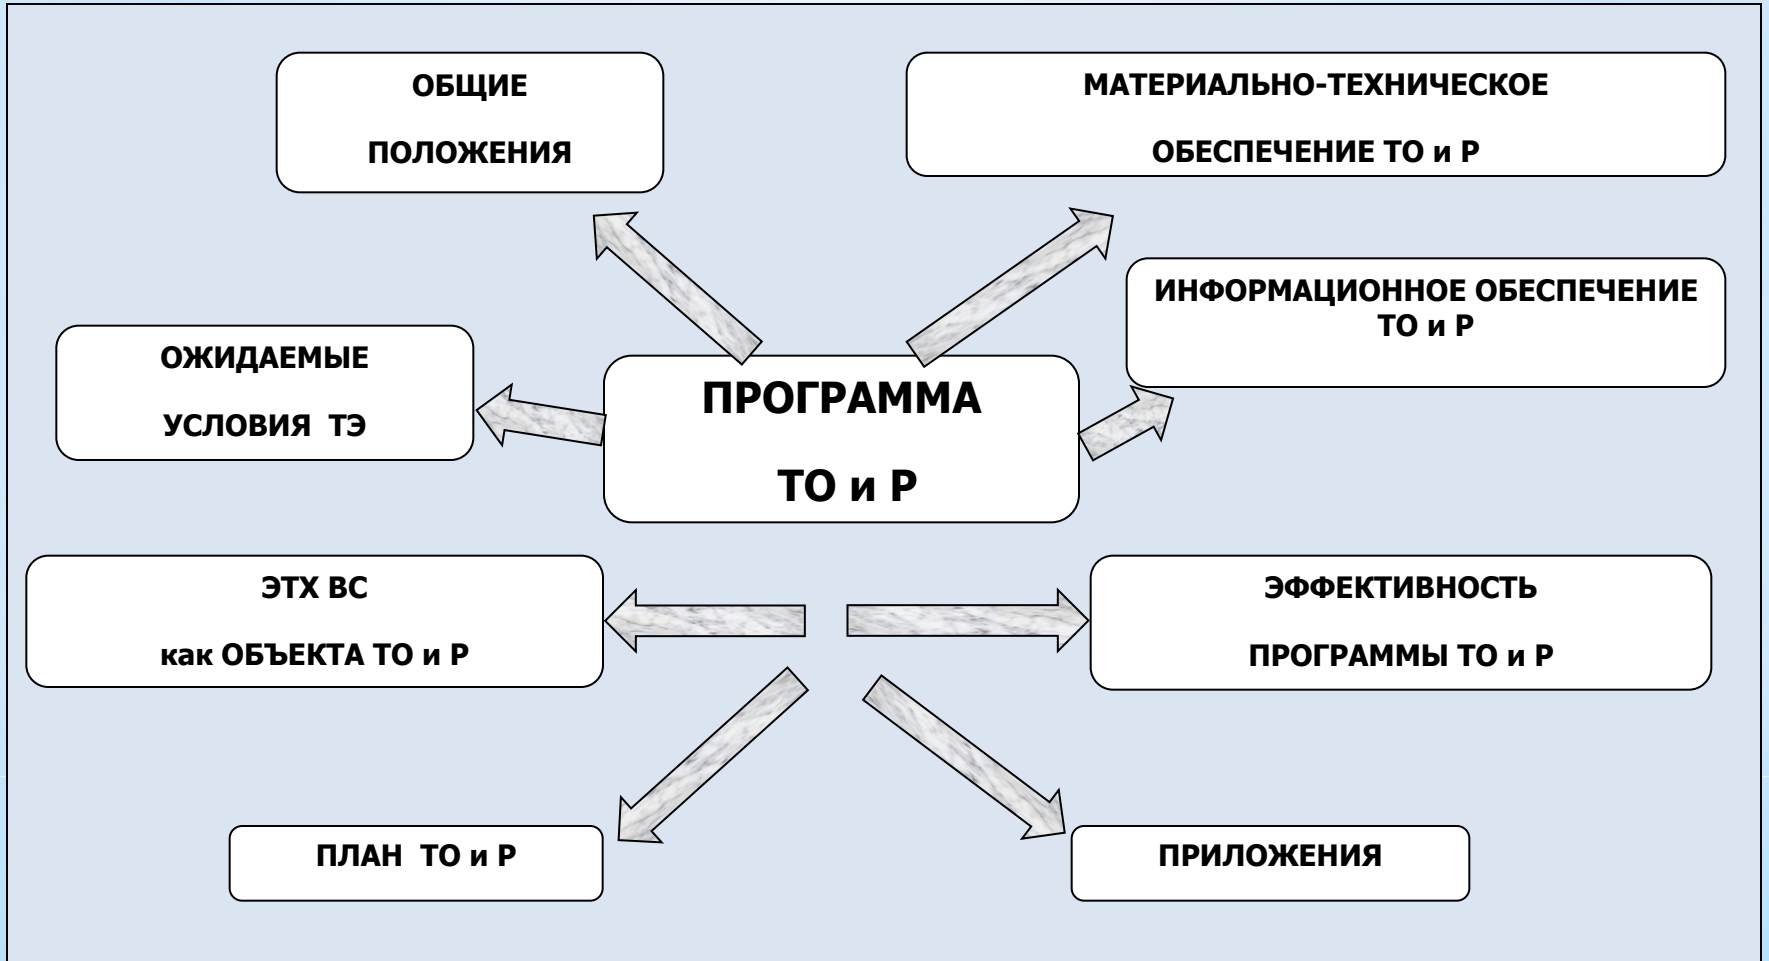 ОБЩИЕ
ПОЛОЖЕНИЯ
МАТЕРИАЛЬНО-ТЕХНИЧЕСКОЕ
ОБЕСПЕЧЕНИЕ ТО и Р
ИНФОРМАЦИОННОЕ ОБЕСПЕЧЕНИЕ
ТО и Р
ОЖИДАЕМЫЕ
УСЛОВИЯ ТЭ
ПРОГРАММА
ТО и Р
ЭТХ ВС
как ОБЪЕКТА ТО и Р
ЭФФЕКТИВНОСТЬ
ПРОГРАММЫ ТО и Р
ПЛАН ТО и Р
ПРИЛОЖЕНИЯ